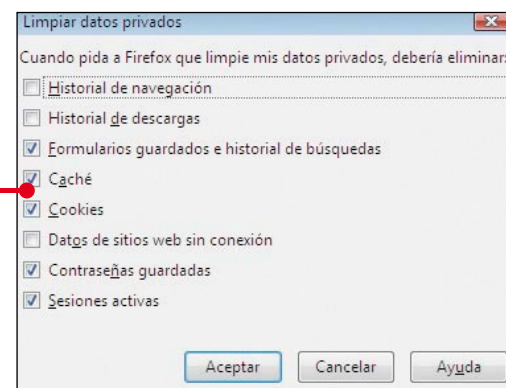 Limpiar datos privados
Cuando pida a Firefox que limpie mis datos privados, debería eliminar:
Historial de navegación
Historial de descargas
Formularios guardados e historial de búsquedas
Caché
Cookies
Datos de sitios web sin conexión
Contraseñas guardadas
Sesiones activas
Aceptar Cancelar Ayuda